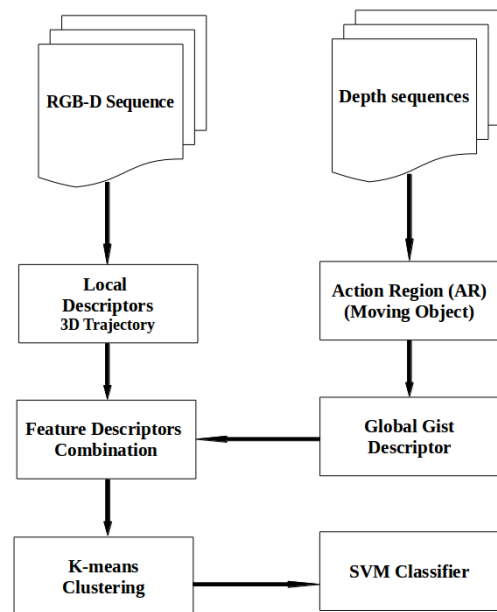 RGB-D Sequence
Depth sequences
Local
Descriptors
3D Trajectory
Action Region (AR)
(Moving Object)
Feature Descriptors
Combination
Global Gist
Descriptor
K-means
Clustering
SVM Classifier